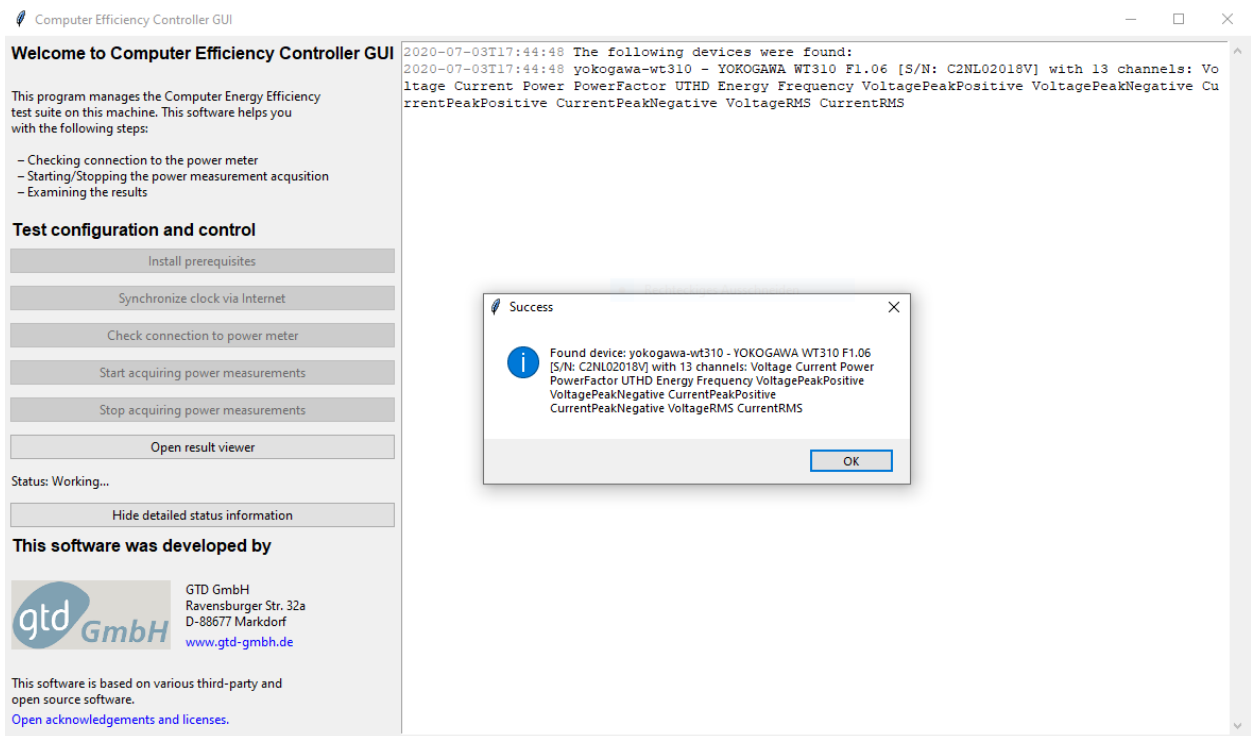 Computer Efficiency Controller GUI
Welcome to Computer Efficiency Controller GUI
This program manages the Computer Energy Efficiency
test suite on this machine. This software helps you
with the following steps:
– Checking connection to the power meter
– Starting/Stopping the power measurement acqusition
– Examining the results
Test configuration and control
Install prerequisites
Synchronize clock via Internet
Check connection to power meter
Start acquiring power measurements
Stop acquiring power measurements
Open result viewer
Status: Working...
Hide detailed status information
This software was developed by
gtd GmbH
GTD GmbH
Ravensburger Str. 32a
D-88677 Markdorf
www.gtd-gmbh.de
This software is based on various third-party and
open source software.
Open acknowledgements and licenses.
2020-07-03T17:44:48 The following devices were found:
2020-07-03T17:44:48 yokogawa-wt310 - YOKOGAWA WT310 F1.06 [S/N: C2NL02018V] with 13 channels: Vo
ltage Current Power PowerFactor UTHD Energy Frequency VoltagePeakPositive VoltagePeakNegative Cu
rrentPeakPositive CurrentPeakNegative VoltageRMS CurrentRMS
Success
Found device: yokogawa-wt310 - YOKOGAWA WT310 F1.06
[S/N: C2NL02018V] with 13 channels: Voltage Current Power
PowerFactor UTHD Energy Frequency VoltagePeakPositive
VoltagePeakNegative CurrentPeakPositive
CurrentPeakNegative VoltageRMS CurrentRMS
OK